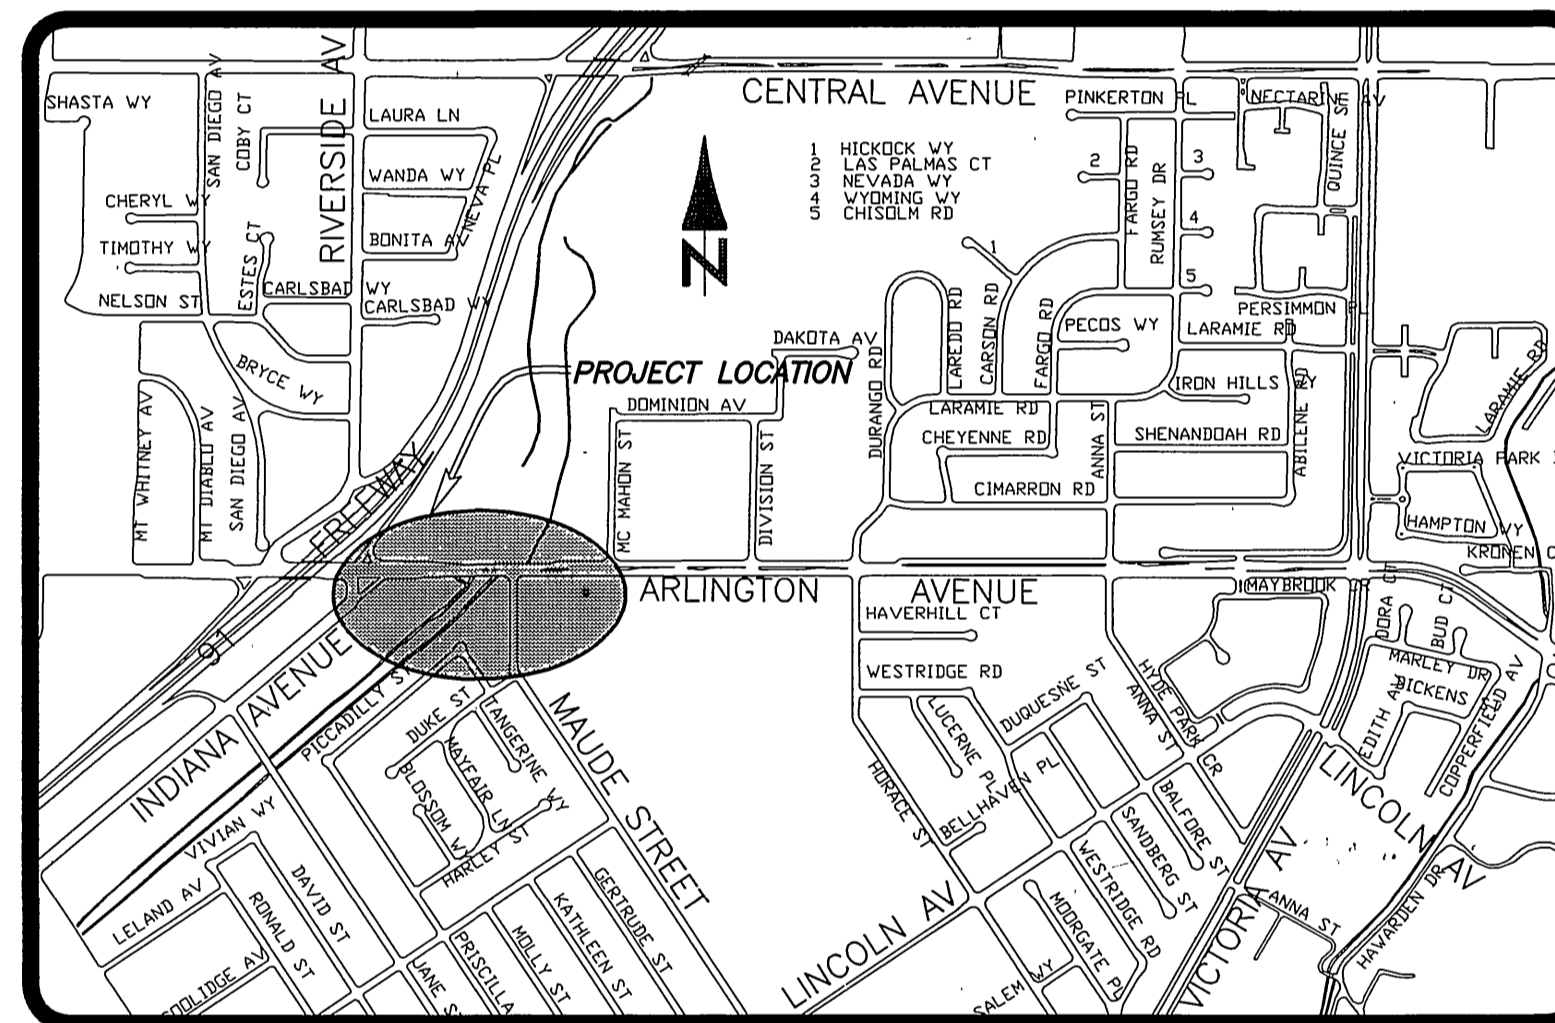 SHASTA WY
SAN DIEGO AV
COBY CT
RIVERSIDE AV
LAURA LN
WANDA WY
NEVA PL
BONITA AV
CHERYL WY
TIMOTHY WY
ESTES CT
NELSON ST
CARLSBAD WY
CARLSBAD WY
BRYCE WY
MT WHITNEY AV
MT DIABLO AV
SAN DIEGO AV
FREEWAY
91
CENTRAL AVENUE
1 HICKOCK WY
2 LAS PALMAS CT
3 NEVADA WY
4 WYOMING WY
5 CHISOLM RD
N
PROJECT LOCATION
DAKOTA AV
DOMINION AV
MC MAHON ST
DIVISION ST
DURANGO RD
LAREDO RD
CARSON RD
FARGO RD
PINKERTON PL
NECTARINE AV
QUINCE ST
FARGO RD
RUMSEY DR
1
2
3
4
5
PERSIMMON PL
PECOS WY
LARAMIE RD
IRON HILLS WY
LARAMIE RD
CHEYENNE RD
ANNA ST
SHENANDOAH RD
ABILENE RD
CIMARRON RD
LARAMIE RD
VICTORIA PARK
HAMPTON WY
KRONEN C
ARLINGTON AVENUE
MAYBROOK CR
DORA CT
BUD CT
MARLEY DR
DICKENS
EDITH AV
COPPERFIELD AV
HAVERHILL CT
WESTRIDGE RD
LUCERNE PL
DUQUESNE ST
HYDE PARK CR
ANNA ST
HORACE ST
BELLHAVEN PL
BALFORE ST
SANDBERG ST
WESTRIDGE RD
MOORGATE PL
SALEM WY
LINCOLN AV
LINCOLN AV
VICTORIA AV
ANNA ST
HAWARDEN DR
INDIANA AVENUE
PICCADILLY ST
DUKE ST
TANGERINE WY
MAYFAIR LN
BLOSSOM WY
HARLEY ST
MAUDE STREET
VIVIAN WY
LELAND AV
DAVID ST
RONALD ST
COOLIDGE AV
JANE S
PRISCILLA
MOLLY ST
KATHLEEN ST
GERTRUDE ST